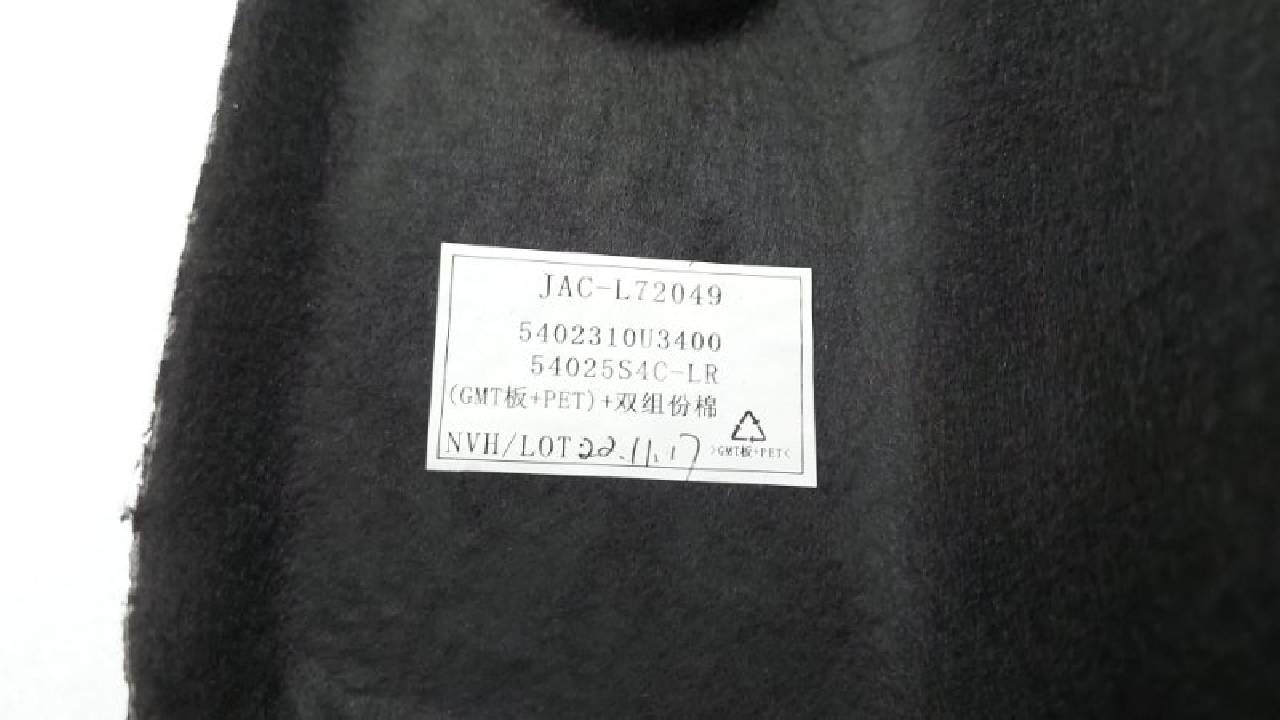 JAC-L72049
5402310U3400
54025S4C-LR
(GMT板+PET)+双组份棉
NVH/LOT 22.11.17
>GMT板+PET<